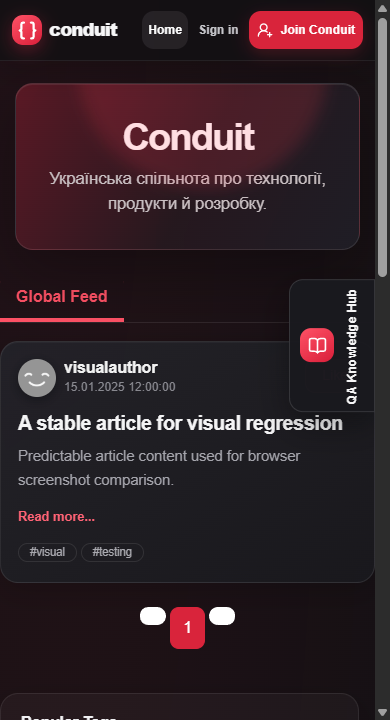 { } conduit
Home
Sign in
Join Conduit
Conduit
Українська спільнота про технології,
продукти й розробку.
Global Feed
QA Knowledge Hub
visualauthor
15.01.2025 12:00:00
A stable article for visual regression
Predictable article content used for browser
screenshot comparison.
Read more...
#visual
#testing
1
Popular Tags